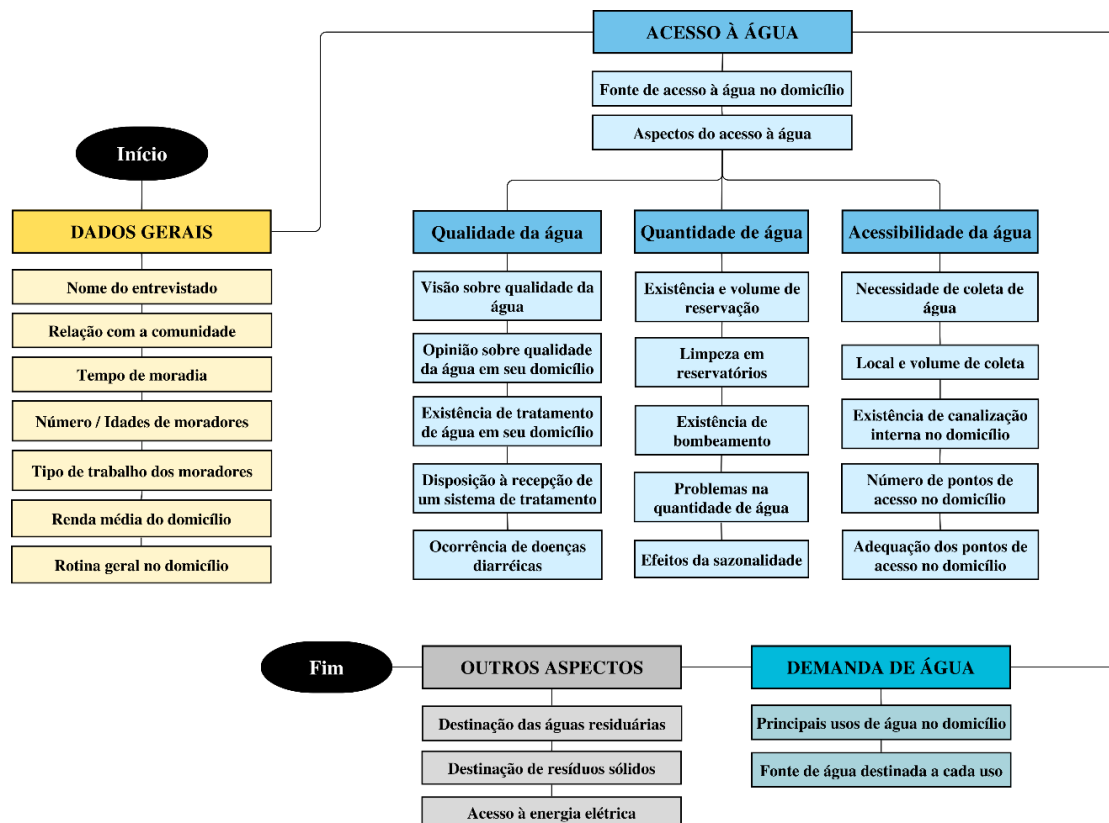 ACESSO À ÁGUA
Fonte de acesso à água no domicílio
Aspectos do acesso à água
Início
DADOS GERAIS
Nome do entrevistado
Relação com a comunidade
Tempo de moradia
Número / Idades de moradores
Tipo de trabalho dos moradores
Renda média do domicílio
Rotina geral no domicílio
Qualidade da água
Visão sobre qualidade da
água
Opinião sobre qualidade
da água em seu domicílio
Existência de tratamento
de água em seu domicílio
Disposição à recepção de
um sistema de tratamento
Ocorrência de doenças
diarréicas
Quantidade de água
Existência e volume de
reservação
Limpeza em
reservatórios
Existência de
bombeamento
Problemas na
quantidade de água
Efeitos da sazonalidade
Acessibilidade da água
Necessidade de coleta de
água
Local e volume de coleta
Existência de canalização
interna no domicílio
Número de pontos de
acesso no domicílio
Adequação dos pontos de
acesso no domicílio
DEMANDA DE ÁGUA
Principais usos de água no domicílio
Fonte de água destinada a cada uso
OUTROS ASPECTOS
Destinação das águas residuárias
Destinação de resíduos sólidos
Acesso à energia elétrica
Fim